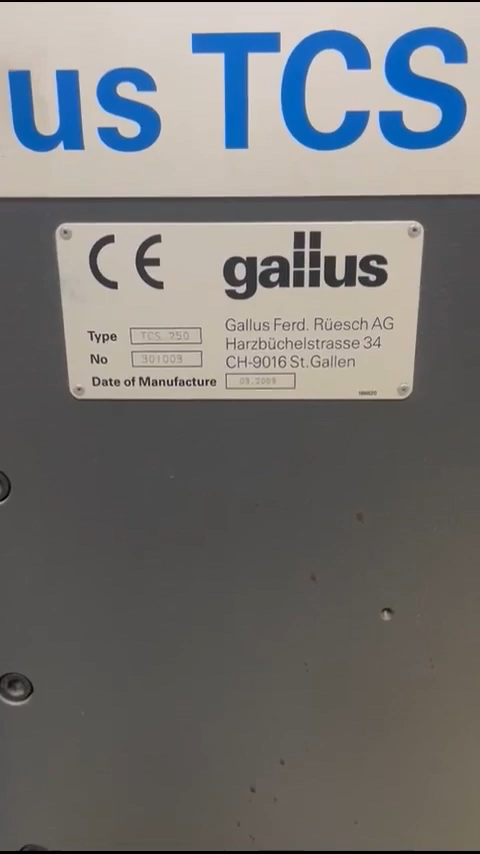 us TCS
CE gallus
Type TCS 250
No 301009
Date of Manufacture 09.2009
Gallus Ferd. Rüesch AG
Harzbüchelstrasse 34
CH-9016 St.Gallen